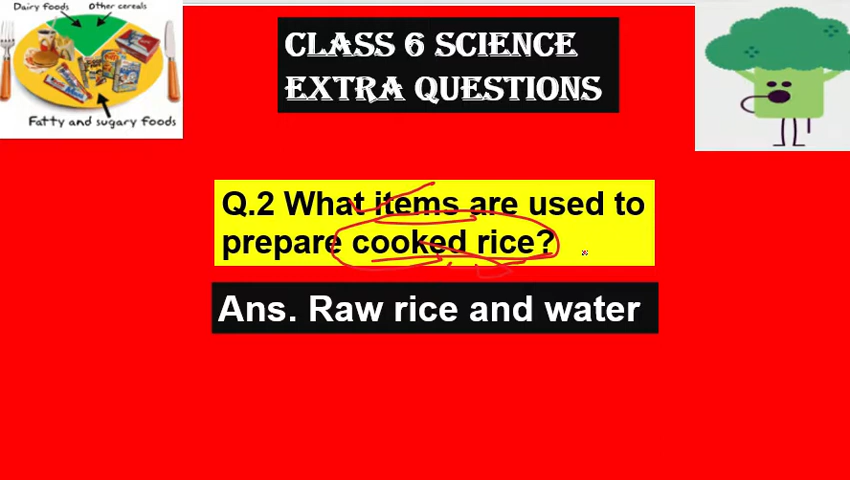 Dairy foods Other cereals
Fatty and sugary foods
CLASS 6 SCIENCE
EXTRA QUESTIONS
Q.2 What items are used to
prepare cooked rice?
Ans. Raw rice and water